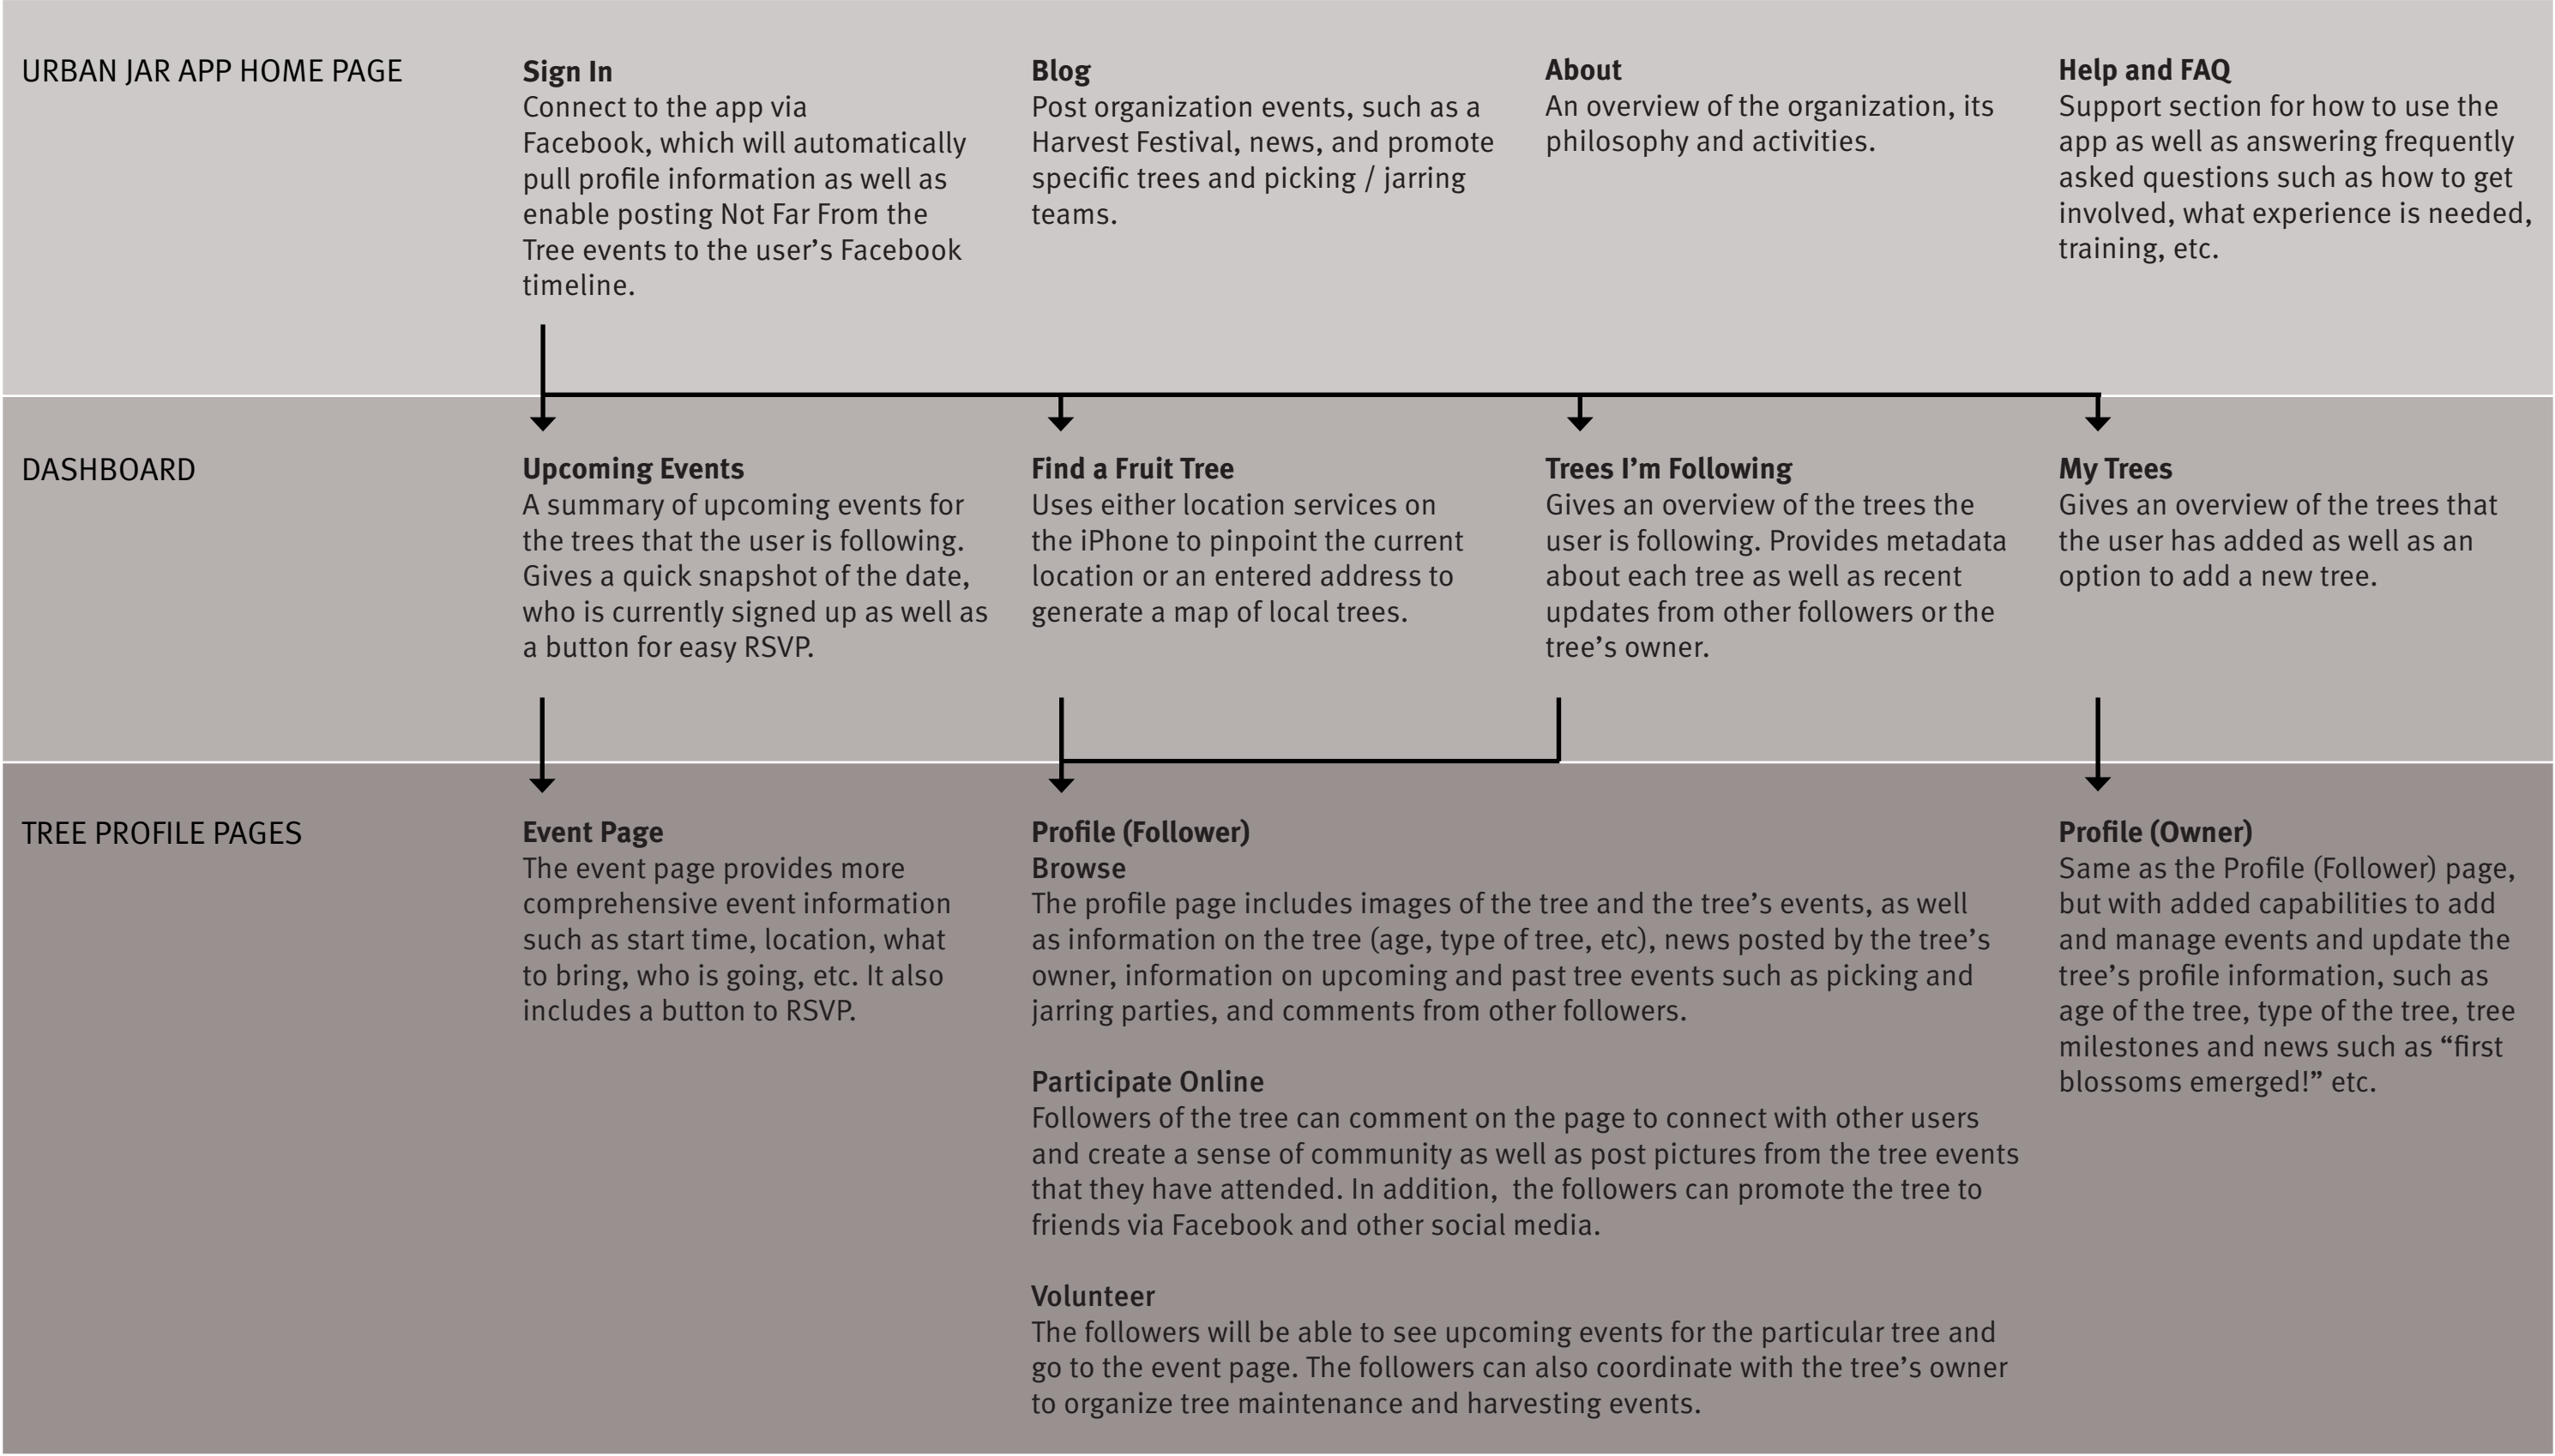 URBAN JAR APP HOME PAGE
Sign In
Connect to the app via
Facebook, which will automatically
pull profile information as well as
enable posting Not Far From the
Tree events to the user’s Facebook
timeline.
Blog
Post organization events, such as a
Harvest Festival, news, and promote
specific trees and picking / jarring
teams.
About
An overview of the organization, its
philosophy and activities.
Help and FAQ
Support section for how to use the
app as well as answering frequently
asked questions such as how to get
involved, what experience is needed,
training, etc.
DASHBOARD
Upcoming Events
A summary of upcoming events for
the trees that the user is following.
Gives a quick snapshot of the date,
who is currently signed up as well as
a button for easy RSVP.
Find a Fruit Tree
Uses either location services on
the iPhone to pinpoint the current
location or an entered address to
generate a map of local trees.
Trees I’m Following
Gives an overview of the trees the
user is following. Provides metadata
about each tree as well as recent
updates from other followers or the
tree’s owner.
My Trees
Gives an overview of the trees that
the user has added as well as an
option to add a new tree.
TREE PROFILE PAGES
Event Page
The event page provides more
comprehensive event information
such as start time, location, what
to bring, who is going, etc. It also
includes a button to RSVP.
Profile (Follower)
Browse
The profile page includes images of the tree and the tree’s events, as well
as information on the tree (age, type of tree, etc), news posted by the tree’s
owner, information on upcoming and past tree events such as picking and
jarring parties, and comments from other followers.
Participate Online
Followers of the tree can comment on the page to connect with other users
and create a sense of community as well as post pictures from the tree events
that they have attended. In addition,  the followers can promote the tree to
friends via Facebook and other social media.
Volunteer
The followers will be able to see upcoming events for the particular tree and
go to the event page. The followers can also coordinate with the tree’s owner
to organize tree maintenance and harvesting events.
Profile (Owner)
Same as the Profile (Follower) page,
but with added capabilities to add
and manage events and update the
tree’s profile information, such as
age of the tree, type of the tree, tree
milestones and news such as “first
blossoms emerged!” etc.